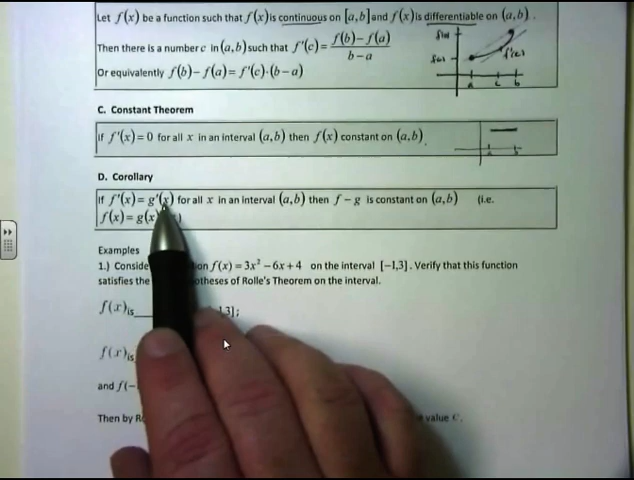 Let f(x) be a function such that f(x) is continuous on [a,b] and f(x) is differentiable on (a,b).
Then there is a number c in (a,b) such that f'(c) = f(b) − f(a) / b − a
Or equivalently f(b) − f(a) = f'(c)·(b − a)
f(a)
f'(c)
a c b
C. Constant Theorem
If f'(x) = 0 for all x in an interval (a,b) then f(x) constant on (a,b).
a b
D. Corollary
If f'(x) = g'(x) for all x in an interval (a,b) then f − g is constant on (a,b) (i.e.
f(x) = g(x
Examples
1.) Conside on f(x) = 3x² − 6x + 4 on the interval [−1,3]. Verify that this function
satisfies the otheses of Rolle's Theorem on the interval.
f(x) is 13];
f(x) is
and f(−
Then by Ro value c.